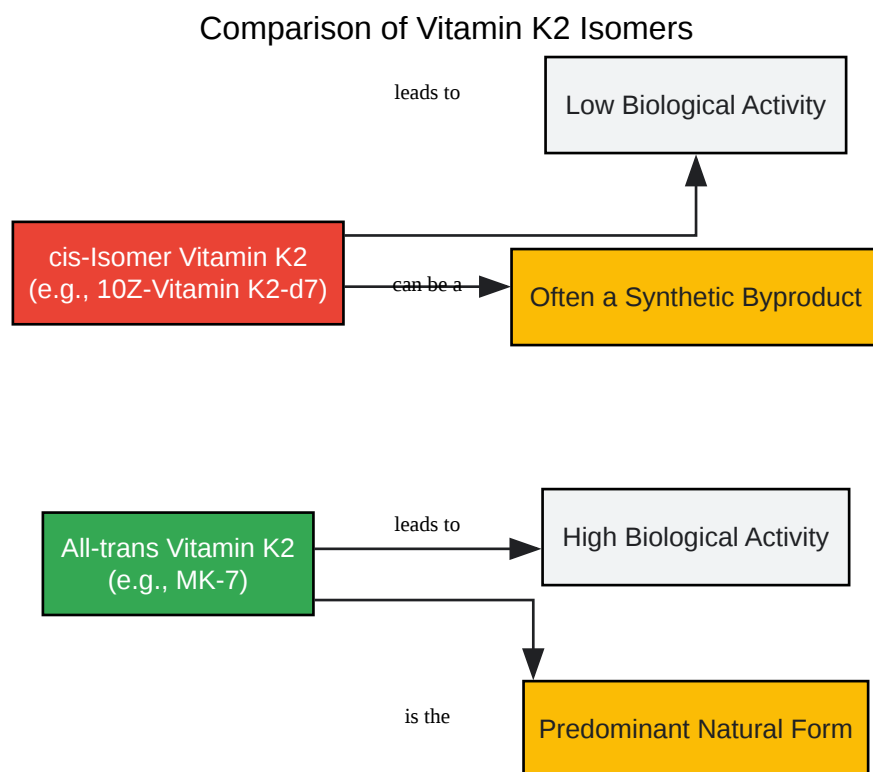 Comparison of Vitamin K2 Isomers
leads to
Low Biological Activity
cis-Isomer Vitamin K2
(e.g., 10Z-Vitamin K2-d7)
can be a
Often a Synthetic Byproduct
All-trans Vitamin K2
(e.g., MK-7)
leads to
High Biological Activity
is the
Predominant Natural Form